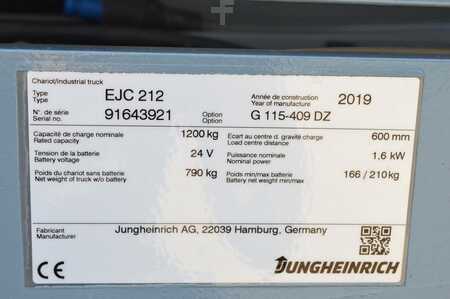 Chariot/Industrial truck
Type EJC 212 Année de construction 2019
Type Year of manufacture
N° de série 91643921 Option G 115-409 DZ
Serial no. Option
Capacité de charge nominale 1200 kg Ecart au centre d. gravité charge 600 mm
Rated capacity Load centre distance
Tension de la batterie 24 V Puissance nominale 1,6 kW
Battery voltage Nominal power
Poids du chariot sans batterie 790 kg Poids min/max batterie 166 / 210 kg
Net weight of truck w/o battery Battery net weight min/max
Fabricant Jungheinrich AG, 22039 Hamburg, Germany
Manufacturer
CE JUNGHEINRICH